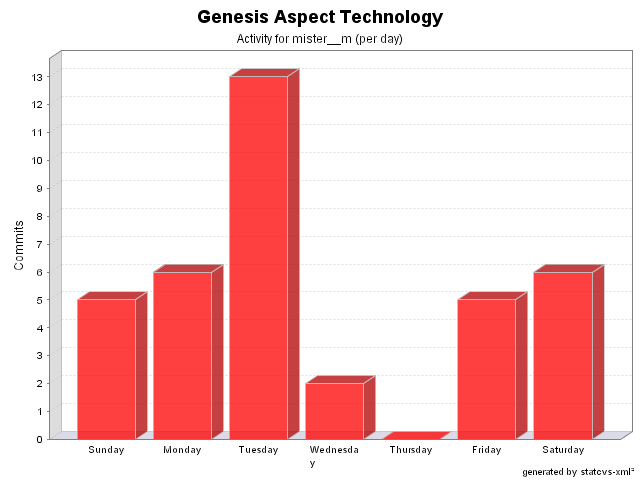 Genesis Aspect Technology
Activity for mister__m (per day)
Commits
13
12
11
10
9
8
7
6
5
4
3
2
1
0
Sunday Monday Tuesday Wednesda Thursday Friday Saturday
y
generated by statcvs-xml²